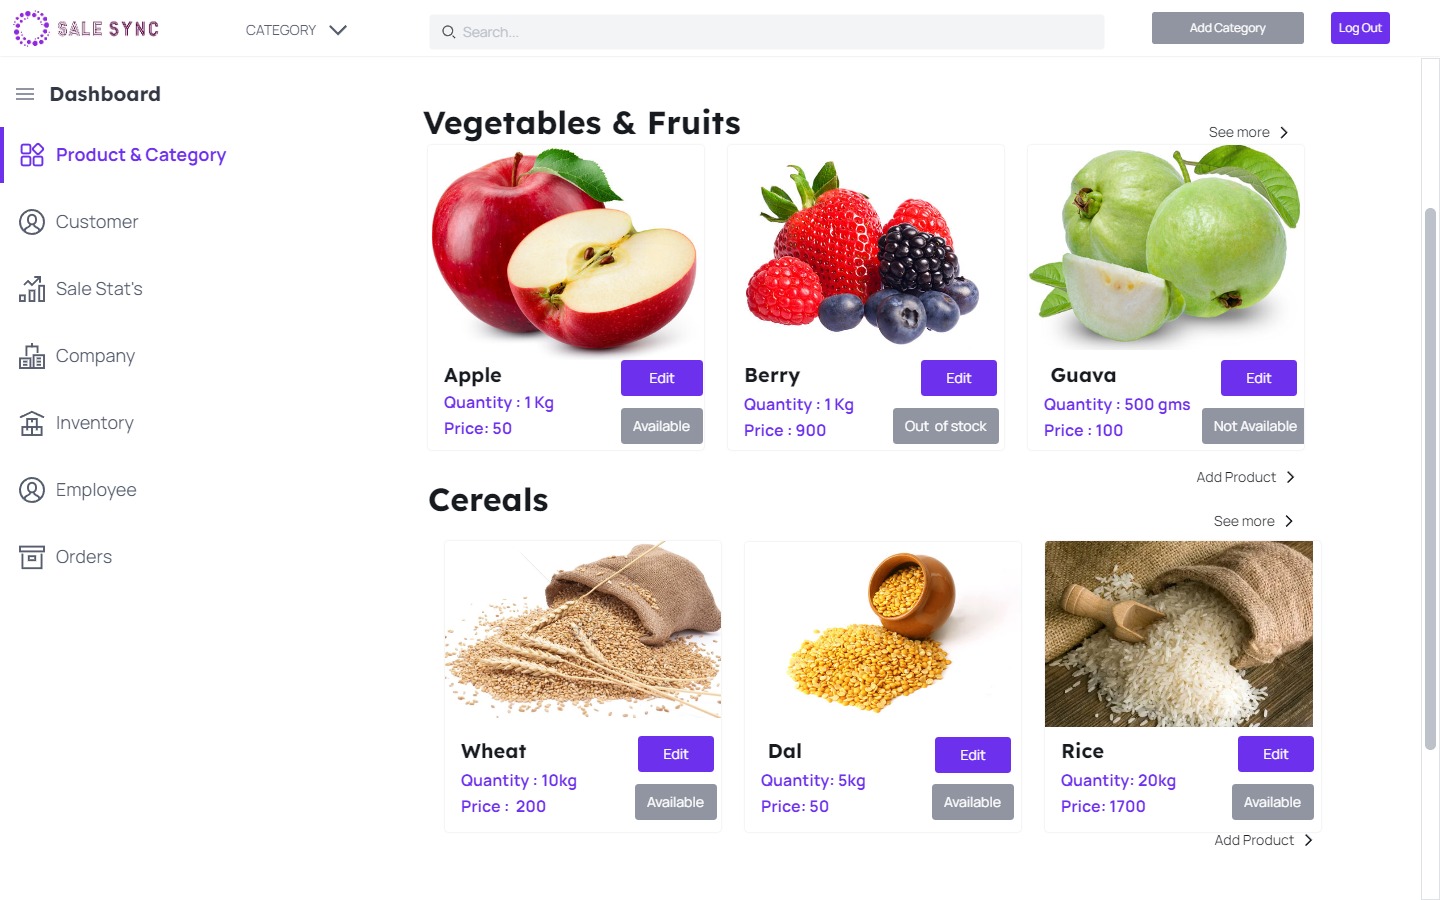 SALE SYNC
CATEGORY
Search...
Add Category
Log Out
Dashboard
Product & Category
Customer
Sale Stat's
Company
Inventory
Employee
Orders
Vegetables & Fruits
See more
Apple
Edit
Quantity : 1 Kg
Price: 50
Available
Berry
Edit
Quantity : 1 Kg
Price : 900
Out of stock
Guava
Edit
Quantity : 500 gms
Price : 100
Not Available
Add Product
Cereals
See more
Wheat
Edit
Quantity : 10kg
Price : 200
Available
Dal
Edit
Quantity: 5kg
Price: 50
Available
Rice
Edit
Quantity: 20kg
Price: 1700
Available
Add Product